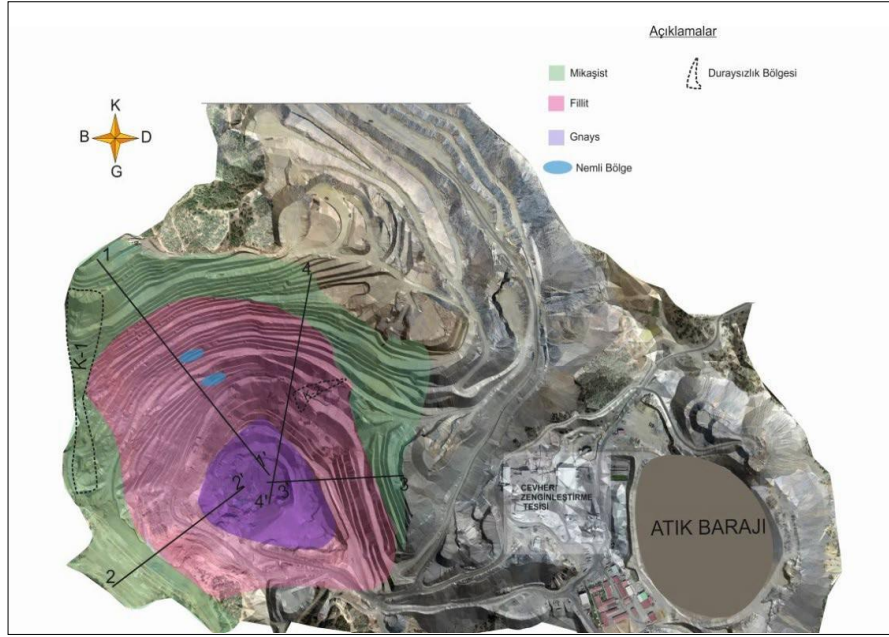 Açıklamalar
Mikaşist
Duraysızlık Bölgesi
Fillit
Gnays
Nemli Bölge
K
B
D
G
1
4
K-1
1'
2'
3'
3
4'
2
CEVHER
ZENGİNLEŞTİRME
TESİSİ
ATIK BARAJI